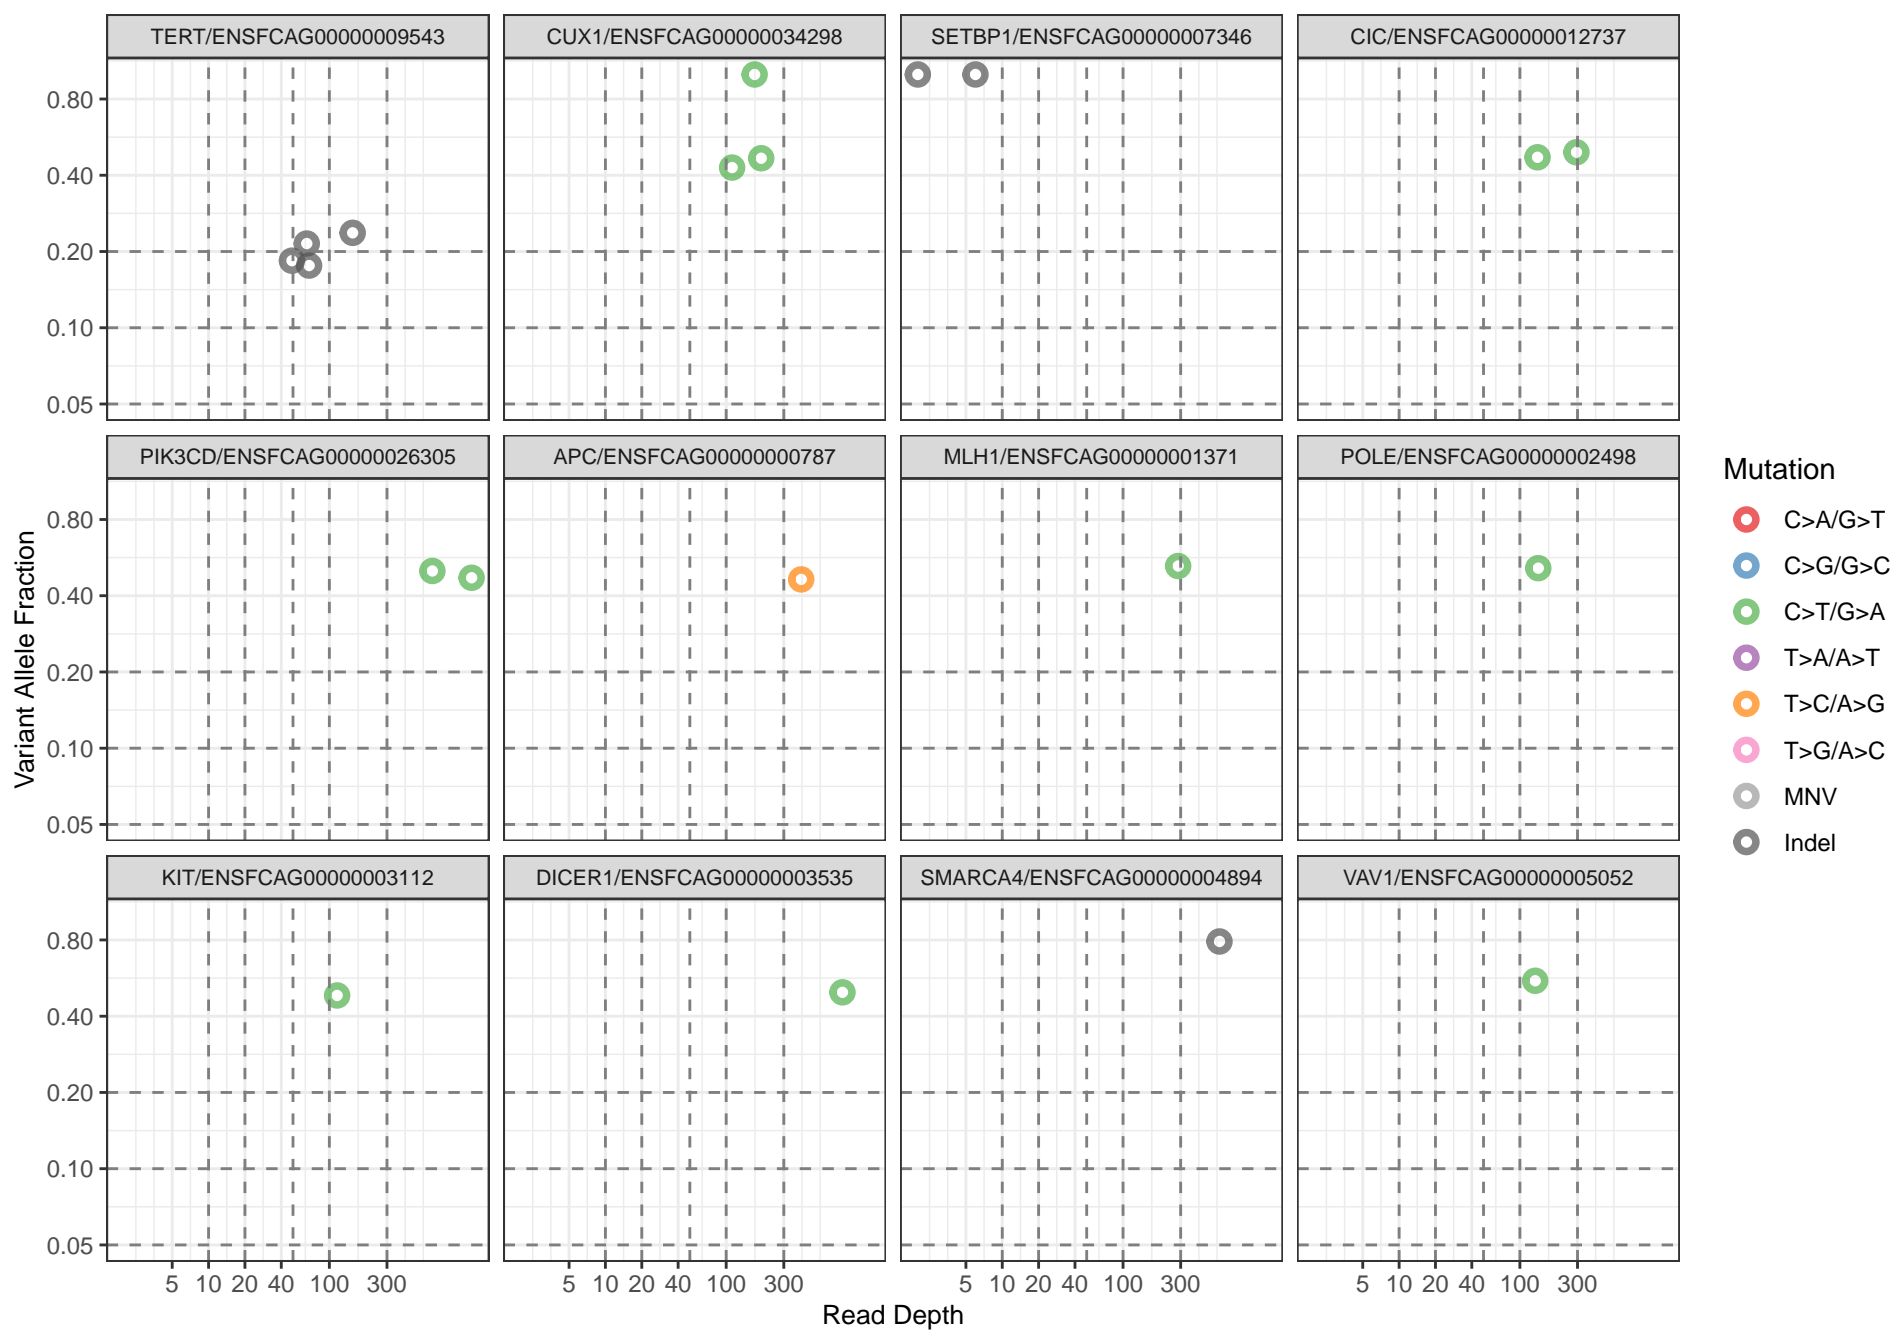 TERT/ENSFCAG00000009543 CUX1/ENSFCAG00000034298 SETBP1/ENSFCAG00000007346 CIC/ENSFCAG00000012737
0.80
0.40
0.20
0.10
0.05
PIK3CD/ENSFCAG00000026305 APC/ENSFCAG00000000787 MLH1/ENSFCAG00000001371 POLE/ENSFCAG00000002498
0.80
0.40
0.20
0.10
0.05
KIT/ENSFCAG00000003112 DICER1/ENSFCAG00000003535 SMARCA4/ENSFCAG00000004894 VAV1/ENSFCAG00000005052
0.80
0.40
0.20
0.10
0.05
5 10 20 40 100 300 5 10 20 40 100 300 5 10 20 40 100 300 5 10 20 40 100 300
Read Depth
Variant Allele Fraction
Mutation
C>A/G>T
C>G/G>C
C>T/G>A
T>A/A>T
T>C/A>G
T>G/A>C
MNV
Indel